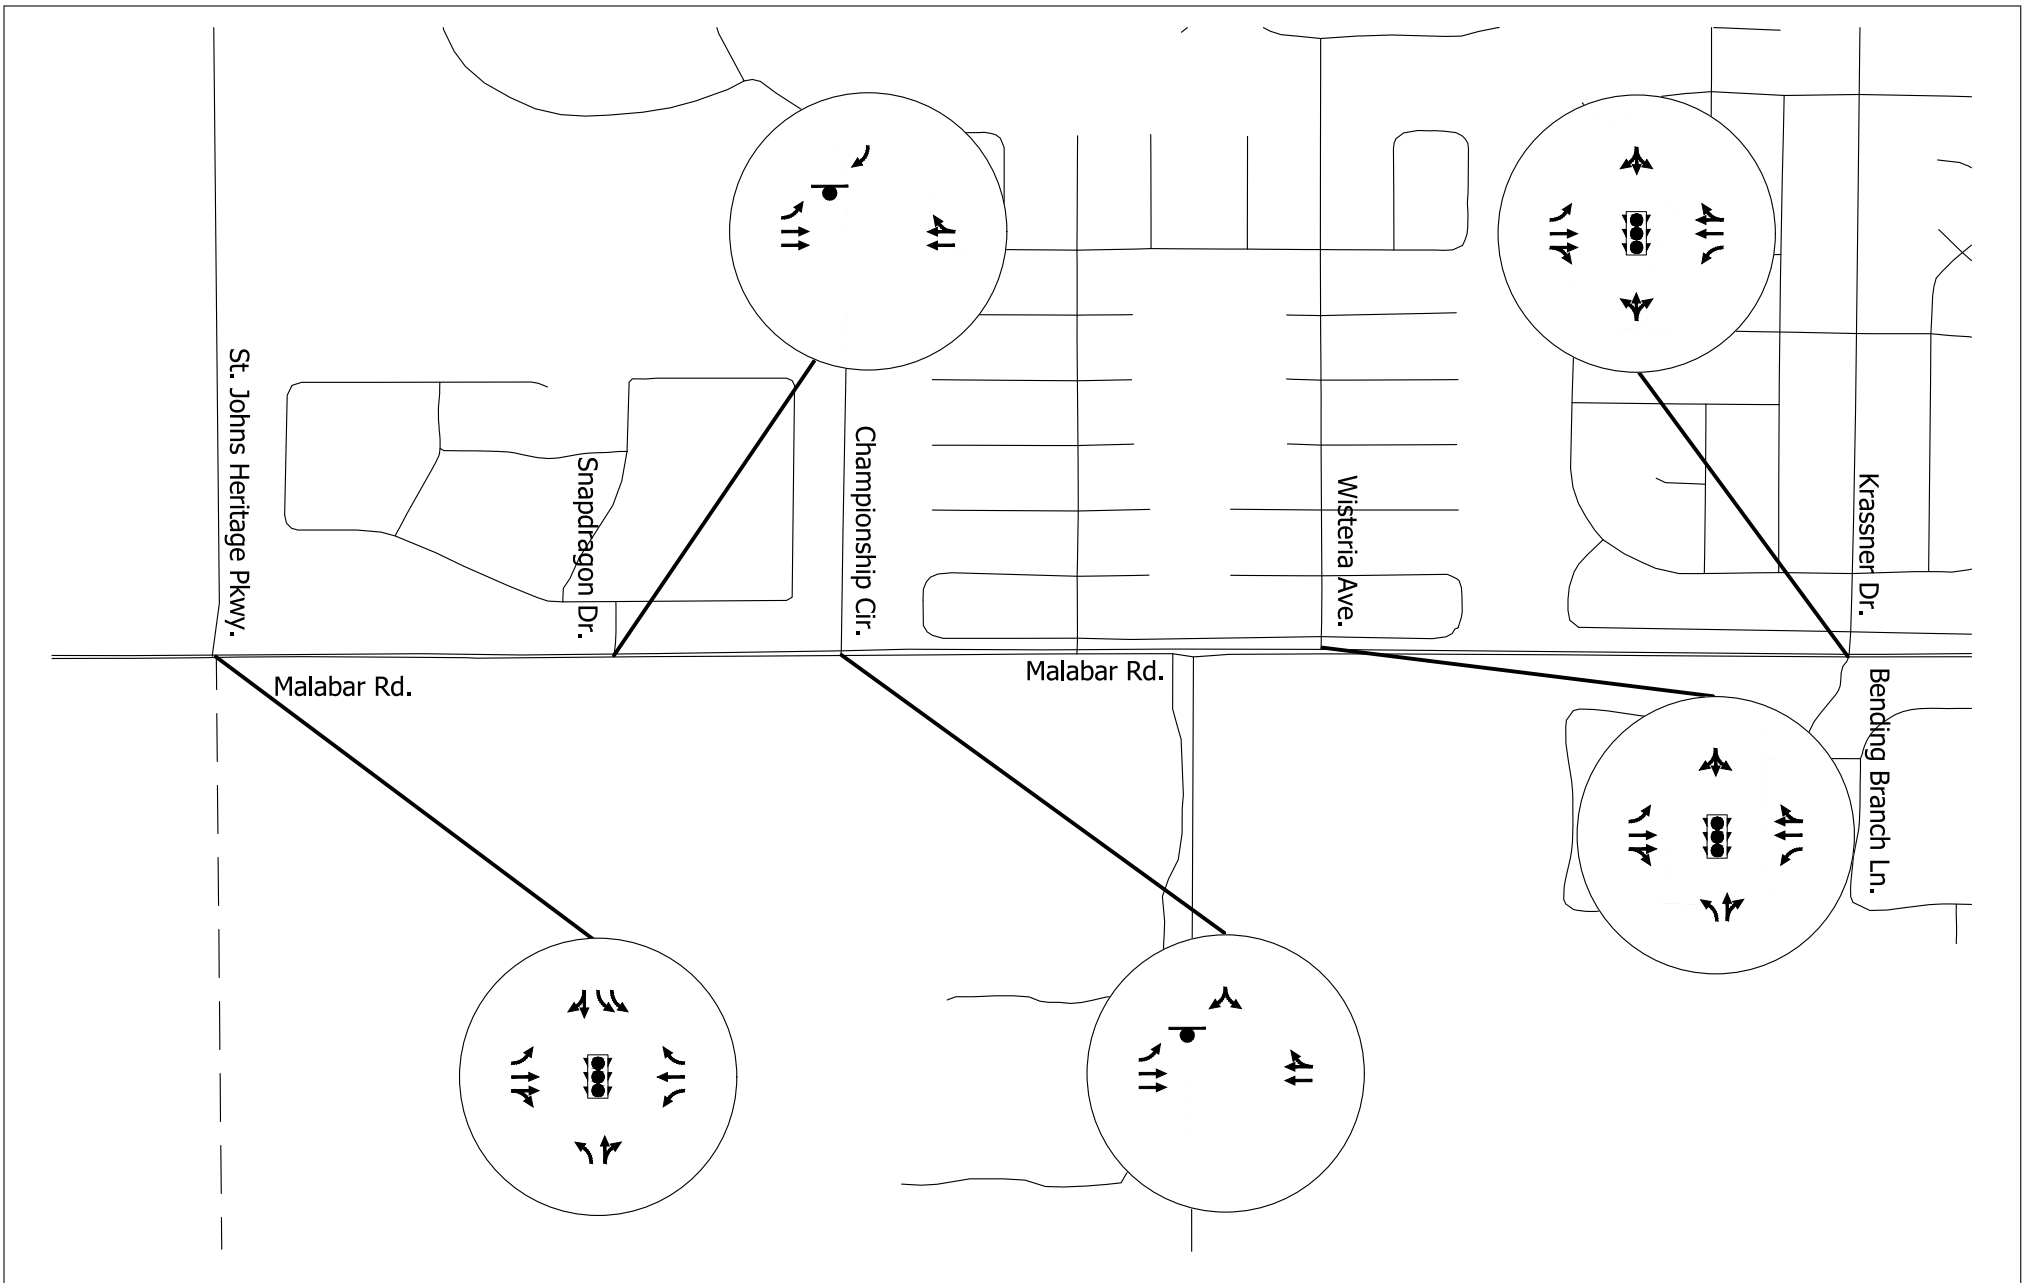 St. Johns Heritage Pkwy.
Snapdragon Dr.
Championship Cir.
Wisteria Ave.
Krassner Dr.
Malabar Rd.
Malabar Rd.
Bending Branch Ln.